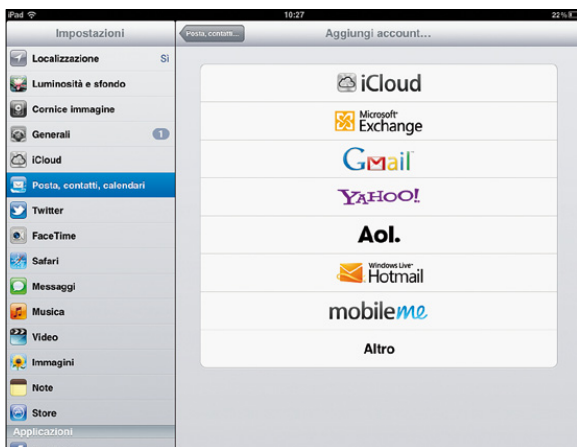 iPad
10:27
22%
Impostazioni
Posta, contatti...
Aggiungi account...
Localizzazione Sì
Luminosità e sfondo
Cornice immagine
Generali 1
iCloud
Posta, contatti, calendari
Twitter
FaceTime
Safari
Messaggi
Musica
Video
Immagini
Note
Store
Applicazioni
iCloud
Microsoft
Exchange
Gmail
YAHOO!
Aol.
Windows Live
Hotmail
mobileme
Altro